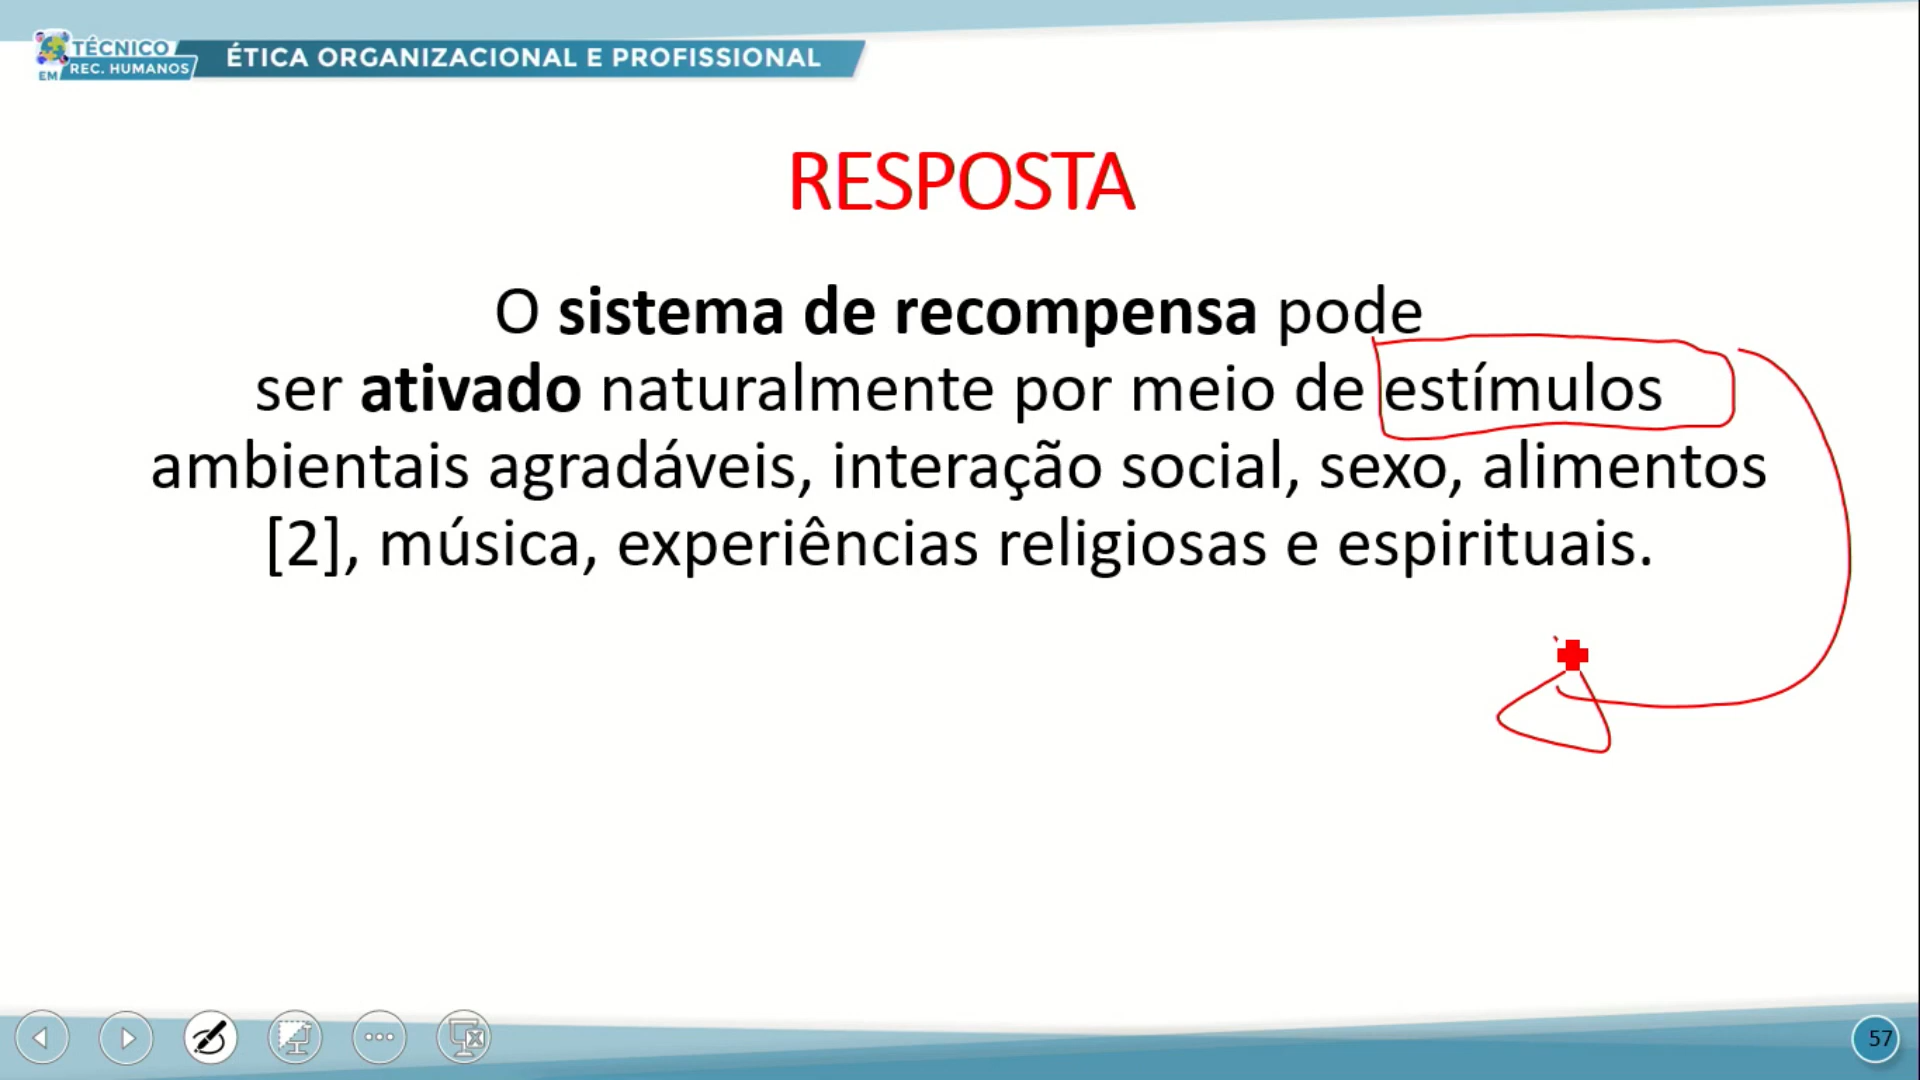 TÉCNICO
EM REC. HUMANOS
ÉTICA ORGANIZACIONAL E PROFISSIONAL
RESPOSTA
O sistema de recompensa pode
ser ativado naturalmente por meio de estímulos
ambientais agradáveis, interação social, sexo, alimentos
[2], música, experiências religiosas e espirituais.
57